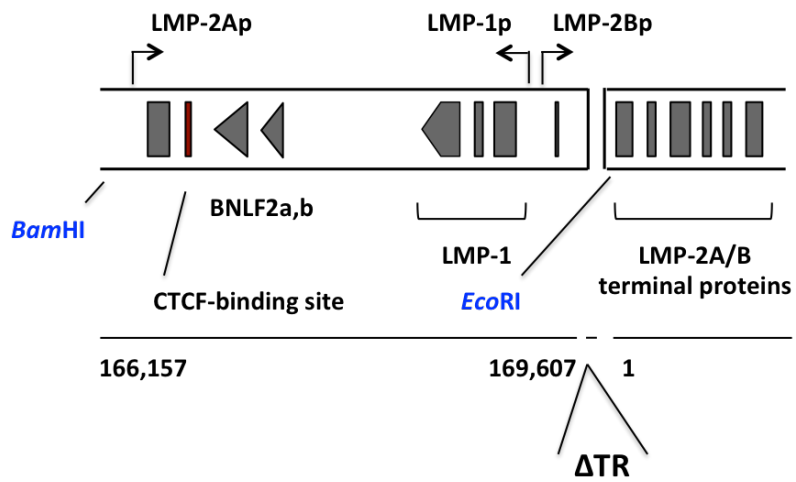 LMP-2Ap
LMP-1p
LMP-2Bp
BamHI
BNLF2a,b
LMP-1
LMP-2A/B
terminal proteins
CTCF-binding site
EcoRI
166,157
169,607
1
ΔTR